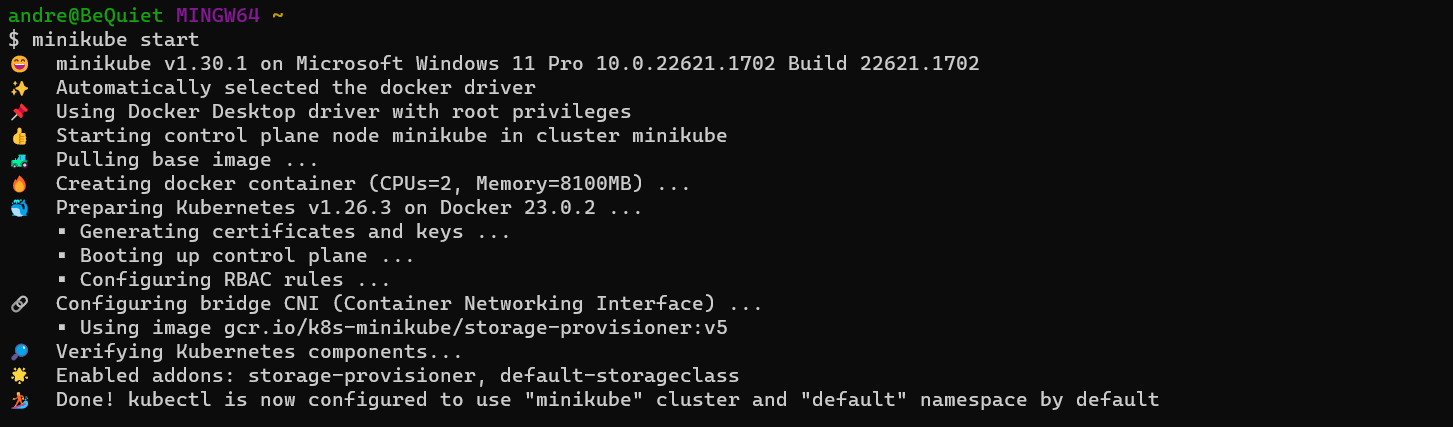 andre@BeQuiet MINGW64 ~
$ minikube start
😄  minikube v1.30.1 on Microsoft Windows 11 Pro 10.0.22621.1702 Build 22621.1702
✨  Automatically selected the docker driver
📌  Using Docker Desktop driver with root privileges
👍  Starting control plane node minikube in cluster minikube
🚜  Pulling base image ...
🔥  Creating docker container (CPUs=2, Memory=8100MB) ...
🐳  Preparing Kubernetes v1.26.3 on Docker 23.0.2 ...
▪ Generating certificates and keys ...
▪ Booting up control plane ...
▪ Configuring RBAC rules ...
🔗  Configuring bridge CNI (Container Networking Interface) ...
▪ Using image gcr.io/k8s-minikube/storage-provisioner:v5
🔎  Verifying Kubernetes components...
🌟  Enabled addons: storage-provisioner, default-storageclass
🏄  Done! kubectl is now configured to use "minikube" cluster and "default" namespace by default